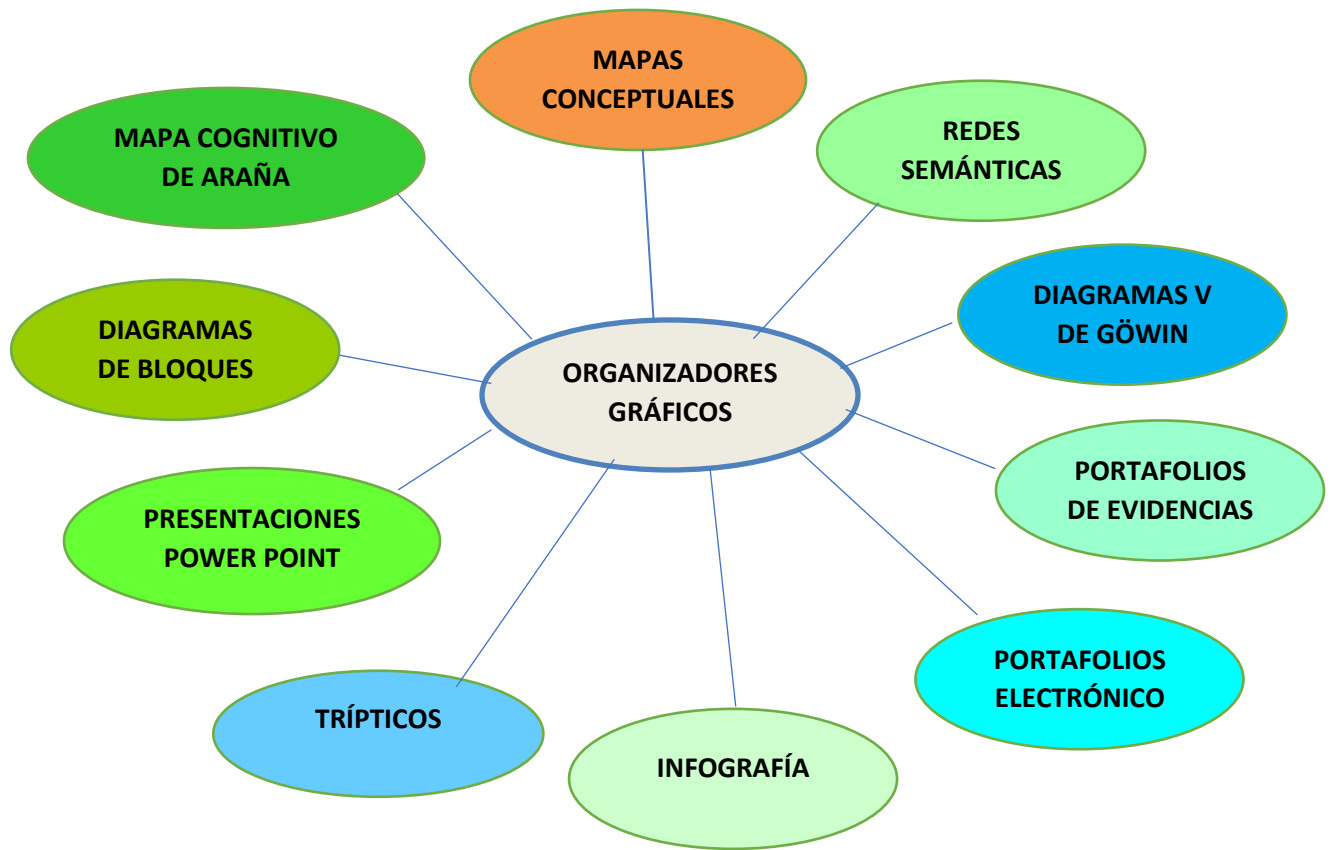 MAPAS
CONCEPTUALES
MAPA COGNITIVO
DE ARAÑA
REDES
SEMÁNTICAS
DIAGRAMAS V
DE GÖWIN
DIAGRAMAS
DE BLOQUES
ORGANIZADORES
GRÁFICOS
PORTAFOLIOS
DE EVIDENCIAS
PRESENTACIONES
POWER POINT
PORTAFOLIOS
ELECTRÓNICO
TRÍPTICOS
INFOGRAFÍA